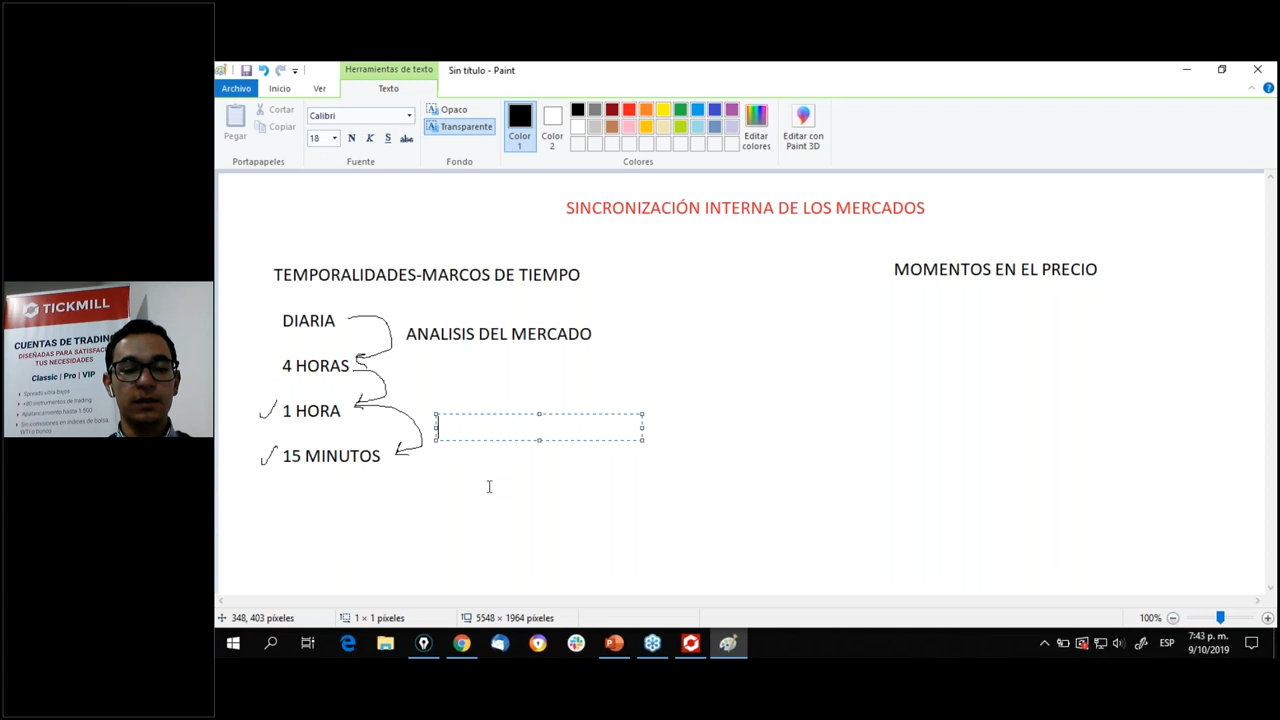 Herramientas de texto
Sin título - Paint
Archivo
Inicio
Ver
Texto
Pegar
Cortar
Copiar
Portapapeles
Calibri
18
N K S abc
Fuente
Opaco
Transparente
Fondo
Color 1
Color 2
Editar colores
Editar con Paint 3D
Colores
SINCRONIZACIÓN INTERNA DE LOS MERCADOS
TEMPORALIDADES-MARCOS DE TIEMPO
MOMENTOS EN EL PRECIO
DIARIA
ANALISIS DEL MERCADO
4 HORAS
1 HORA
15 MINUTOS
TICKMILL
CUENTAS DE TRADING
DISEÑADAS PARA SATISFACER
TUS NECESIDADES
Classic | Pro | VIP
348, 403 píxeles
1 × 1 píxeles
5548 × 1964 píxeles
100%
ESP
7:43 p. m.
9/10/2019